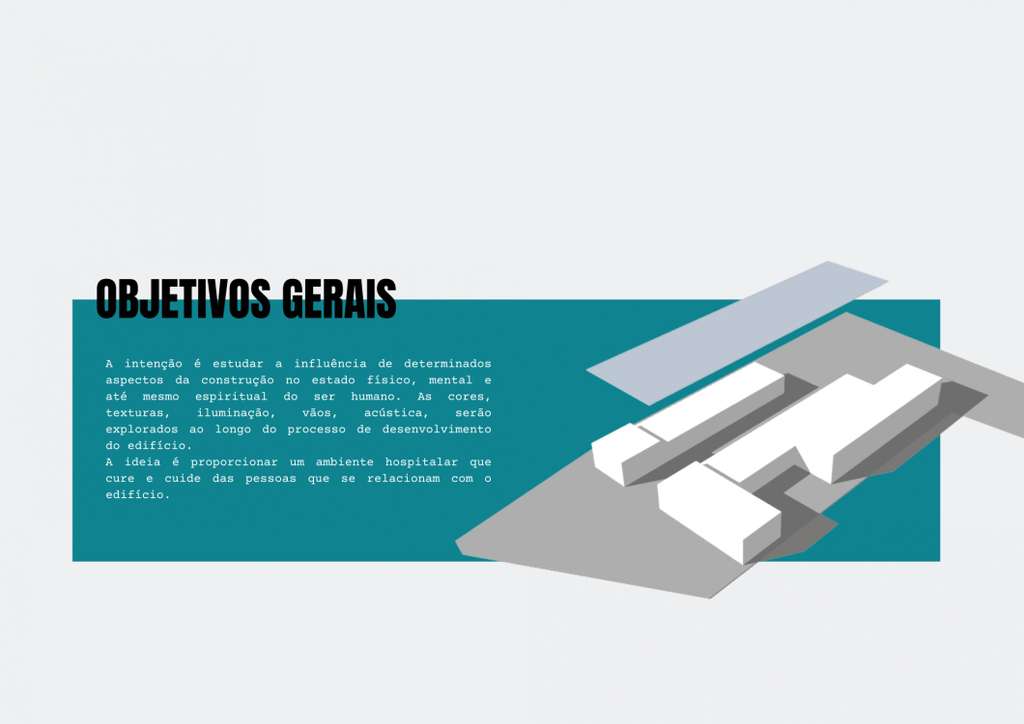 OBJETIVOS GERAIS
A intenção é estudar a influência de determinados
aspectos da construção no estado físico, mental e
até mesmo espiritual do ser humano. As cores,
texturas, iluminação, vãos, acústica, serão
explorados ao longo do processo de desenvolvimento
do edifício.
A ideia é proporcionar um ambiente hospitalar que
cure e cuide das pessoas que se relacionam com o
edifício.